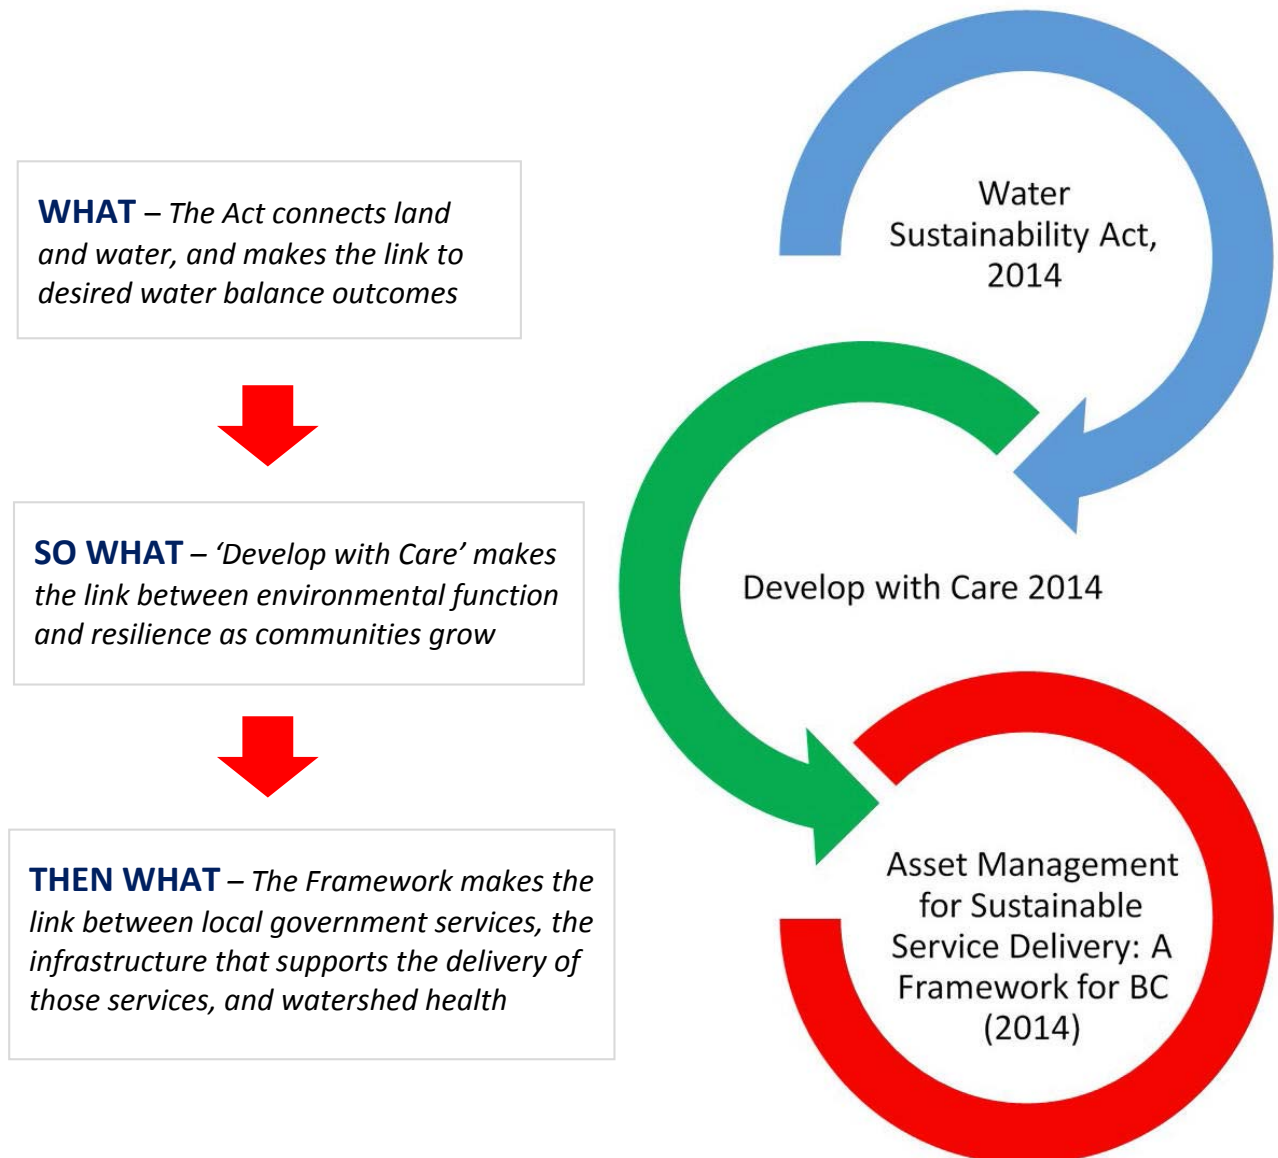 WHAT – The Act connects land
and water, and makes the link to
desired water balance outcomes
SO WHAT – ‘Develop with Care’ makes
the link between environmental function
and resilience as communities grow
THEN WHAT – The Framework makes the
link between local government services, the
infrastructure that supports the delivery of
those services, and watershed health
Water
Sustainability Act,
2014
Develop with Care 2014
Asset Management
for Sustainable
Service Delivery: A
Framework for BC
(2014)